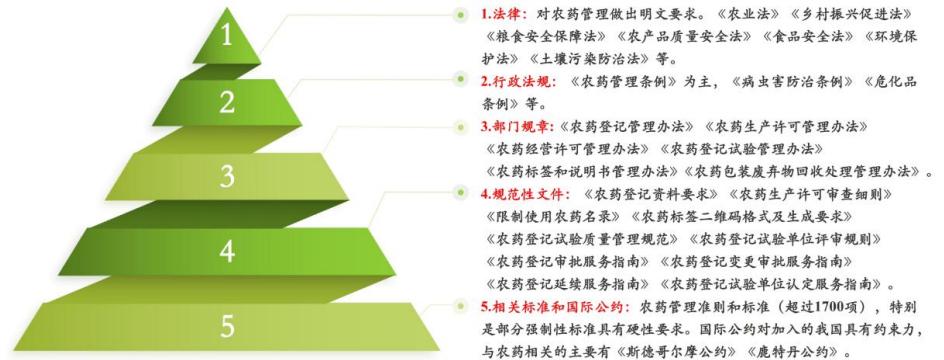 1
2
3
4
5
1.法律：对农药管理做出明文要求。《农业法》《乡村振兴促进法》
《粮食安全保障法》《农产品质量安全法》《食品安全法》《环境保
护法》《土壤污染防治法》等。
2.行政法规：《农药管理条例》为主，《病虫害防治条例》《危化品
条例》等。
3.部门规章:《农药登记管理办法》《农药生产许可管理办法》
《农药经营许可管理办法》《农药登记试验管理办法》
《农药标签和说明书管理办法》《农药包装废弃物回收处理管理办法》。
4.规范性文件：《农药登记资料要求》《农药生产许可审查细则》
《限制使用农药名录》《农药标签二维码格式及生成要求》
《农药登记试验质量管理规范》《农药登记试验单位评审规则》
《农药登记审批服务指南》《农药登记变更审批服务指南》
《农药登记延续服务指南》《农药登记试验单位认定服务指南》。
5.相关标准和国际公约：农药管理准则和标准（超过1700项），特别
是部分强制性标准具有硬性要求。国际公约对加入的我国具有约束力，
与农药相关的主要有《斯德哥尔摩公约》《鹿特丹公约》。